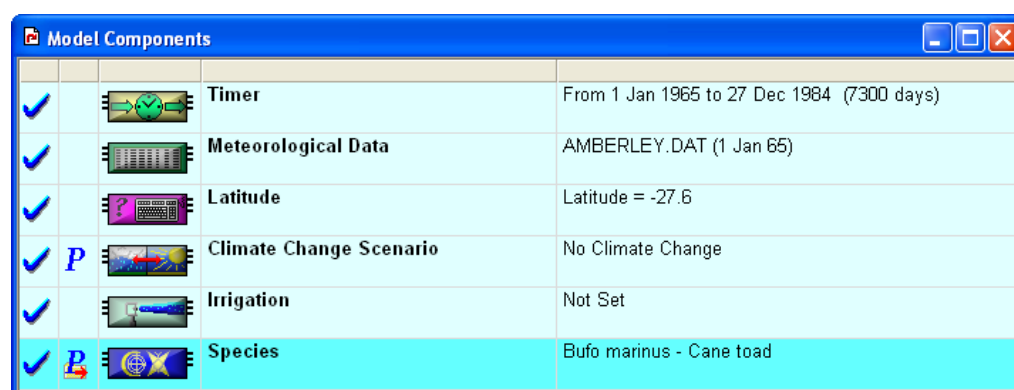 Model Components
Timer From 1 Jan 1965 to 27 Dec 1984 (7300 days)
Meteorological Data AMBERLEY.DAT (1 Jan 65)
Latitude Latitude = -27.6
? 
P Climate Change Scenario No Climate Change
Irrigation Not Set
P Species Bufo marinus - Cane toad